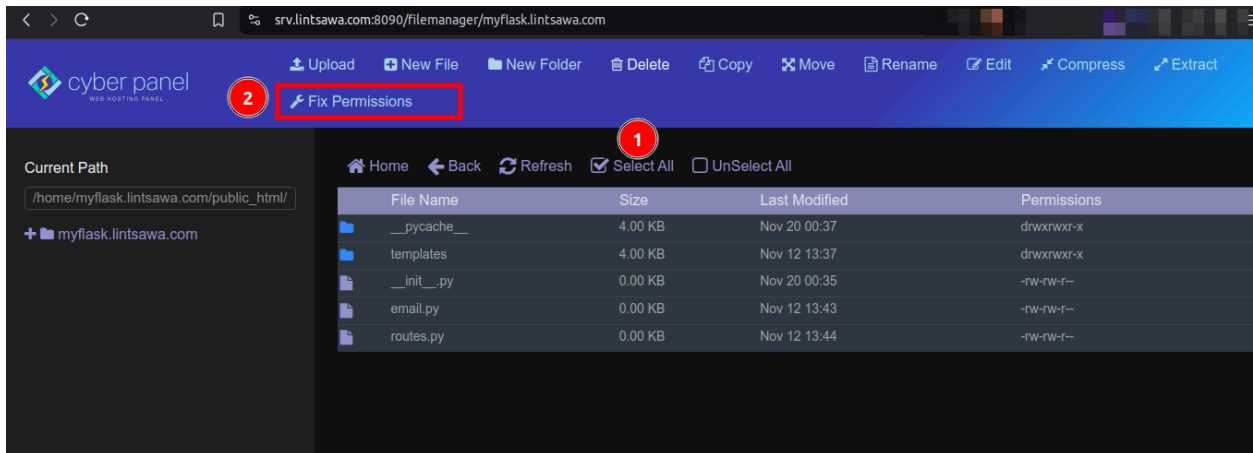 srv.lintsawa.com:8090/filemanager/myflask.lintsawa.com
cyber panel
WEB HOSTING PANEL
Upload New File New Folder Delete Copy Move Rename Edit Compress Extract
2 Fix Permissions
1
Current Path
/home/myflask.lintsawa.com/public_html/
myflask.lintsawa.com
Home Back Refresh Select All UnSelect All
File Name Size Last Modified Permissions
__pycache__ 4.00 KB Nov 20 00:37 drwxrwxr-x
templates 4.00 KB Nov 12 13:37 drwxrwxr-x
__init__.py 0.00 KB Nov 20 00:35 -rw-rw-r--
email.py 0.00 KB Nov 12 13:43 -rw-rw-r--
routes.py 0.00 KB Nov 12 13:44 -rw-rw-r--